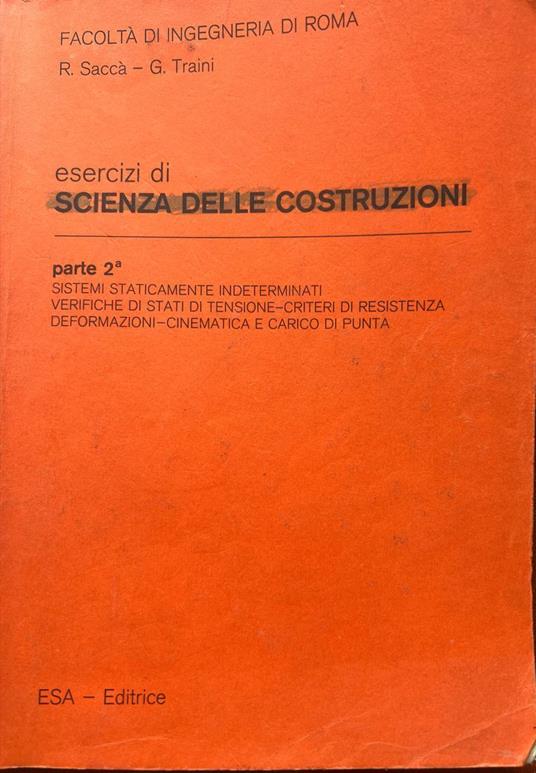 FACOLTÀ DI INGEGNERIA DI ROMA
R. Saccà – G. Traini
esercizi di
SCIENZA DELLE COSTRUZIONI
parte 2ª
SISTEMI STATICAMENTE INDETERMINATI
VERIFICHE DI STATI DI TENSIONE–CRITERI DI RESISTENZA
DEFORMAZIONI–CINEMATICA E CARICO DI PUNTA
ESA – Editrice